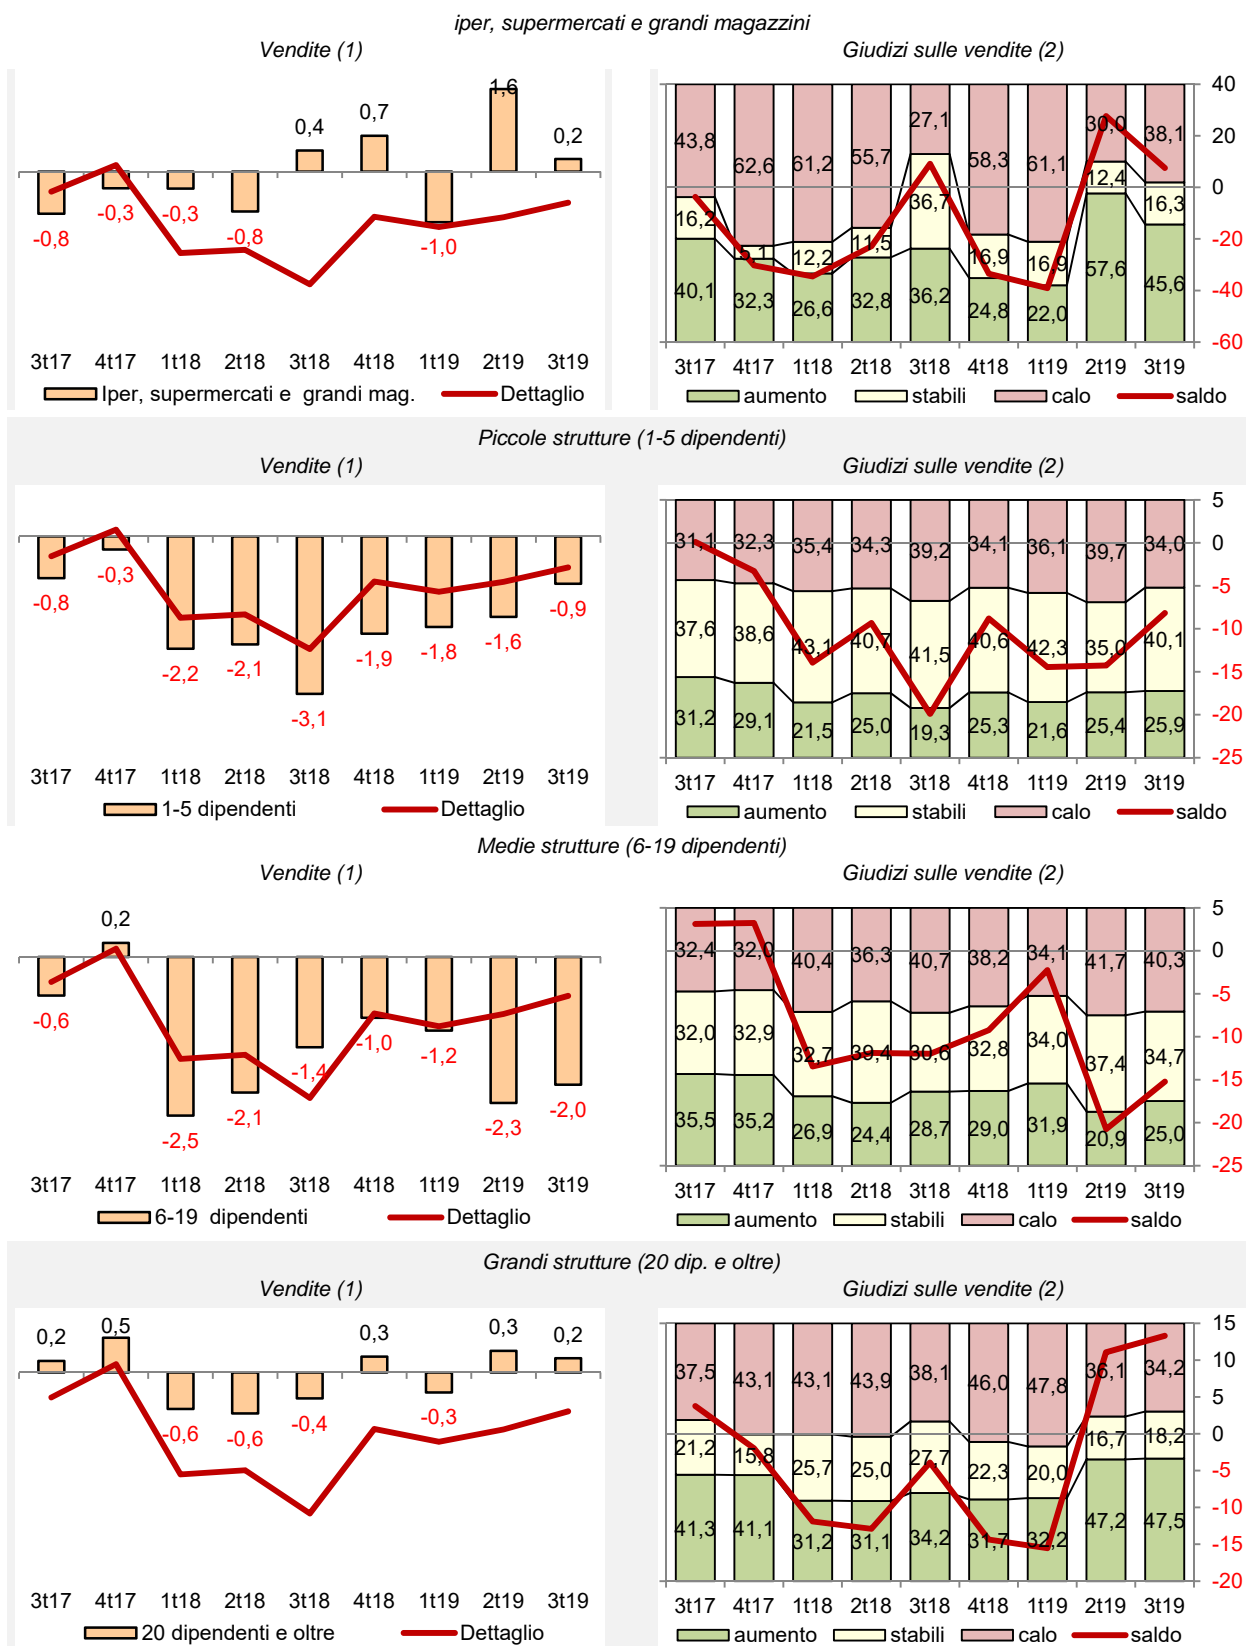 iper, supermercati e grandi magazzini
Vendite (1)
Giudizi sulle vendite (2)
-0,8
-0,3
-0,3
-0,8
0,4
0,7
-1,0
1,6
0,2
3t17 4t17 1t18 2t18 3t18 4t18 1t19 2t19 3t19
Iper, supermercati e grandi mag. Dettaglio
43,8 62,6 61,2 55,7 27,1 58,3 61,1 30,0 38,1
16,2 5,1 12,2 11,5 36,7 16,9 16,9 12,4 16,3
40,1 32,3 26,6 32,8 36,2 24,8 22,0 57,6 45,6
40
20
0
-20
-40
-60
3t17 4t17 1t18 2t18 3t18 4t18 1t19 2t19 3t19
aumento stabili calo saldo
Piccole strutture (1-5 dipendenti)
Vendite (1)
Giudizi sulle vendite (2)
-0,8
-0,3
-2,2
-2,1
-3,1
-1,9
-1,8
-1,6
-0,9
3t17 4t17 1t18 2t18 3t18 4t18 1t19 2t19 3t19
1-5 dipendenti Dettaglio
31,1 32,3 35,4 34,3 39,2 34,1 36,1 39,7 34,0
37,6 38,6 43,1 40,7 41,5 40,6 42,3 35,0 40,1
31,2 29,1 21,5 25,0 19,3 25,3 21,6 25,4 25,9
5
0
-5
-10
-15
-20
-25
3t17 4t17 1t18 2t18 3t18 4t18 1t19 2t19 3t19
aumento stabili calo saldo
Medie strutture (6-19 dipendenti)
Vendite (1)
Giudizi sulle vendite (2)
-0,6
0,2
-2,5
-2,1
-1,4
-1,0
-1,2
-2,3
-2,0
3t17 4t17 1t18 2t18 3t18 4t18 1t19 2t19 3t19
6-19 dipendenti Dettaglio
32,4 32,0 40,4 36,3 40,7 38,2 34,1 41,7 40,3
32,0 32,9 32,7 39,4 30,6 32,8 34,0 37,4 34,7
35,5 35,2 26,9 24,4 28,7 29,0 31,9 20,9 25,0
5
0
-5
-10
-15
-20
-25
3t17 4t17 1t18 2t18 3t18 4t18 1t19 2t19 3t19
aumento stabili calo saldo
Grandi strutture (20 dip. e oltre)
Vendite (1)
Giudizi sulle vendite (2)
0,2
0,5
-0,6
-0,6
-0,4
0,3
-0,3
0,3
0,2
3t17 4t17 1t18 2t18 3t18 4t18 1t19 2t19 3t19
20 dipendenti e oltre Dettaglio
37,5 43,1 43,1 43,9 38,1 46,0 47,8 36,1 34,2
21,2 15,8 25,7 25,0 27,7 22,3 20,0 16,7 18,2
41,3 41,1 31,2 31,1 34,2 31,7 32,2 47,2 47,5
15
10
5
0
-5
-10
-15
-20
3t17 4t17 1t18 2t18 3t18 4t18 1t19 2t19 3t19
aumento stabili calo saldo